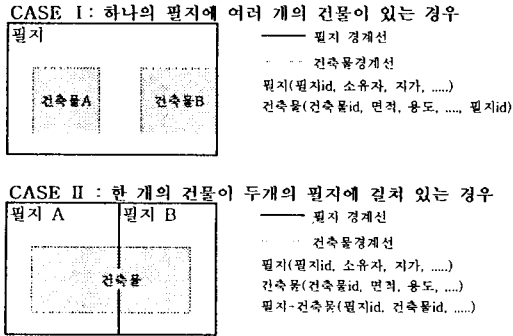 CASE Ⅰ : 하나의 필지에 여러 개의 건물이 있는 경우
필지
건축물A
건축물B
필지 경계선
건축물경계선
필지(필지id, 소유자, 지가, .....)
건축물(건축물id, 면적, 용도, ...., 필지id)
CASE Ⅱ : 한 개의 건물이 두개의 필지에 걸쳐 있는 경우
필지 A
필지 B
건축물
필지 경계선
건축물경계선
필지(필지id, 소유자, 지가, .....)
건축물(건축물id, 면적, 용도, ....)
필지-건축물(필지id, 건축물id, .....)